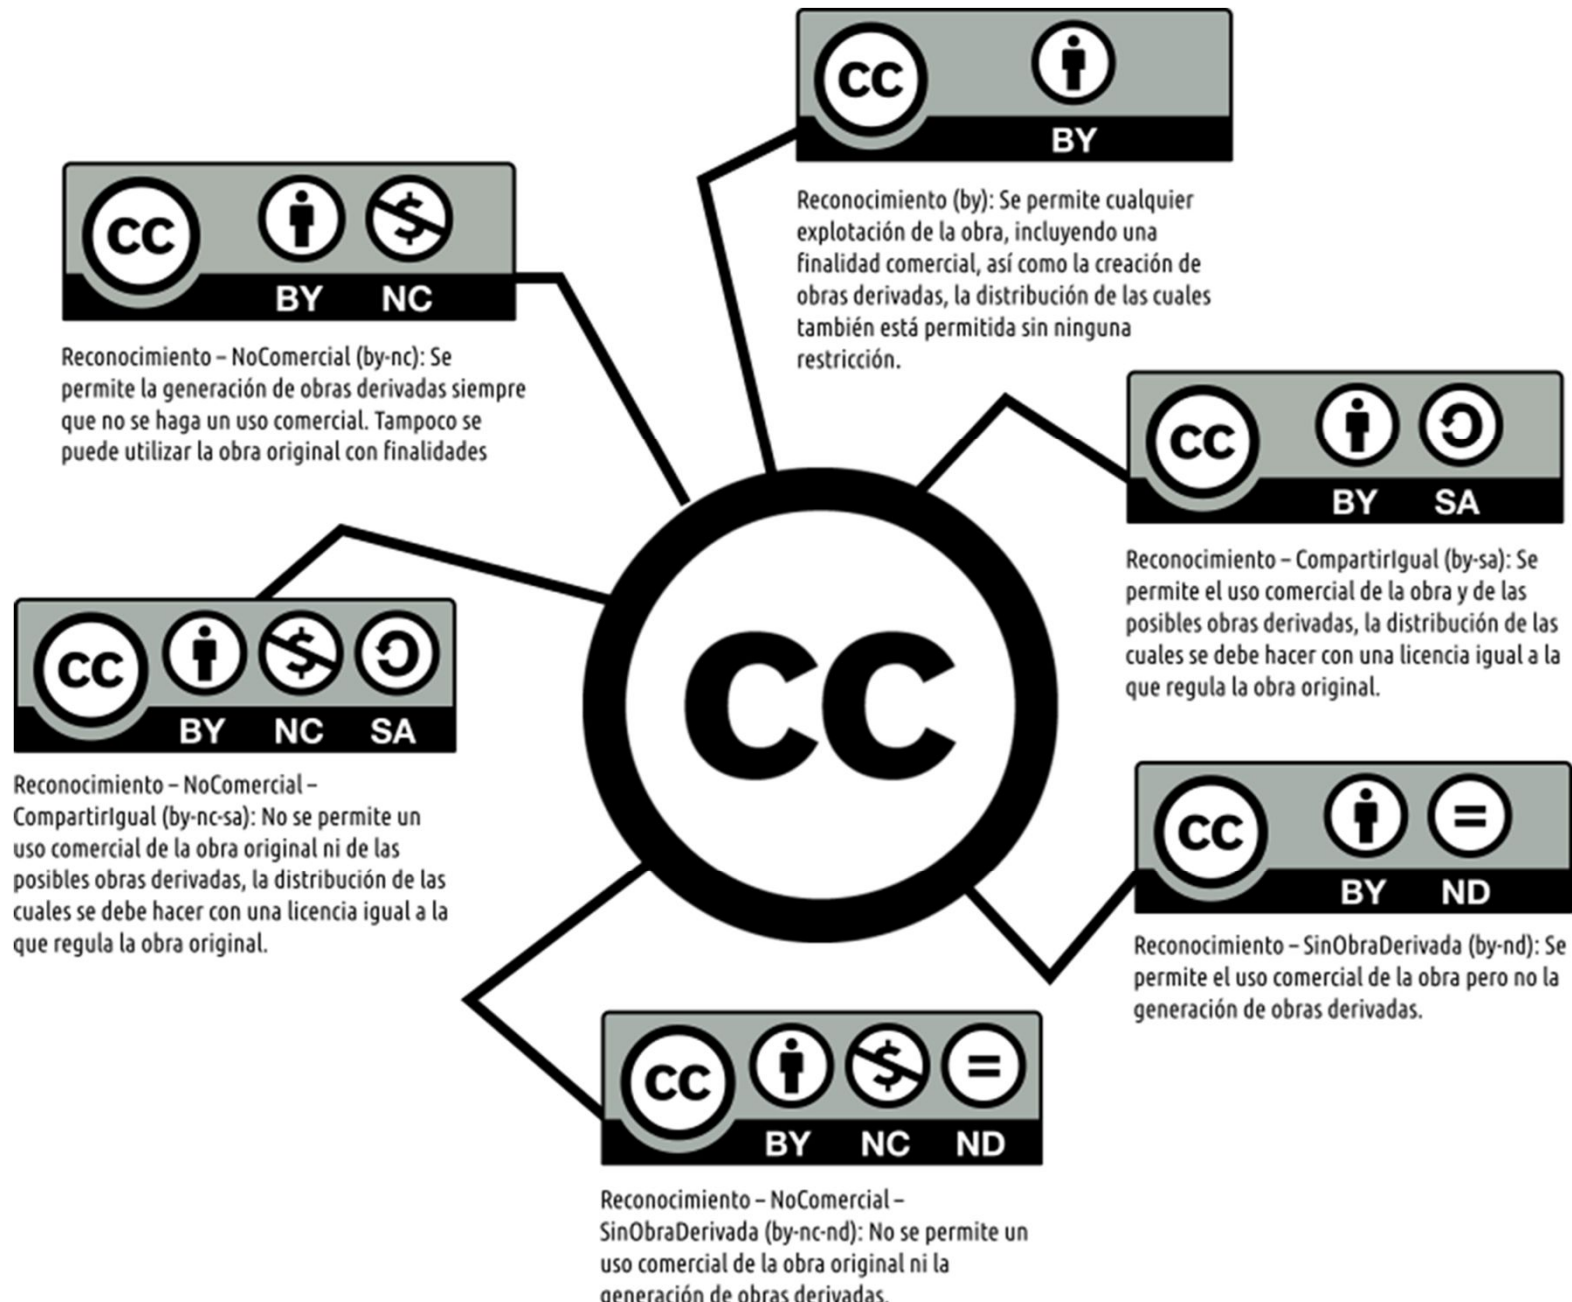 cc
BY
Reconocimiento (by): Se permite cualquier
explotación de la obra, incluyendo una
finalidad comercial, así como la creación de
obras derivadas, la distribución de las cuales
también está permitida sin ninguna
restricción.
cc
BY NC
Reconocimiento – NoComercial (by-nc): Se
permite la generación de obras derivadas siempre
que no se haga un uso comercial. Tampoco se
puede utilizar la obra original con finalidades
cc
BY SA
Reconocimiento – CompartirIgual (by-sa): Se
permite el uso comercial de la obra y de las
posibles obras derivadas, la distribución de las
cuales se debe hacer con una licencia igual a la
que regula la obra original.
cc
cc $
BY NC SA
Reconocimiento – NoComercial –
CompartirIgual (by-nc-sa): No se permite un
uso comercial de la obra original ni de las
posibles obras derivadas, la distribución de las
cuales se debe hacer con una licencia igual a la
que regula la obra original.
cc =
BY ND
Reconocimiento – SinObraDerivada (by-nd): Se
permite el uso comercial de la obra pero no la
generación de obras derivadas.
cc $ =
BY NC ND
Reconocimiento – NoComercial –
SinObraDerivada (by-nc-nd): No se permite un
uso comercial de la obra original ni la
generación de obras derivadas.